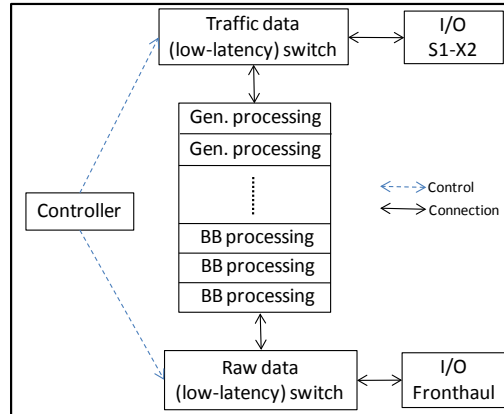 Traffic data
(low-latency) switch
I/O
S1-X2
Gen. processing
Gen. processing
Control
Connection
Controller
BB processing
BB processing
BB processing
Raw data
(low-latency) switch
I/O
Fronthaul